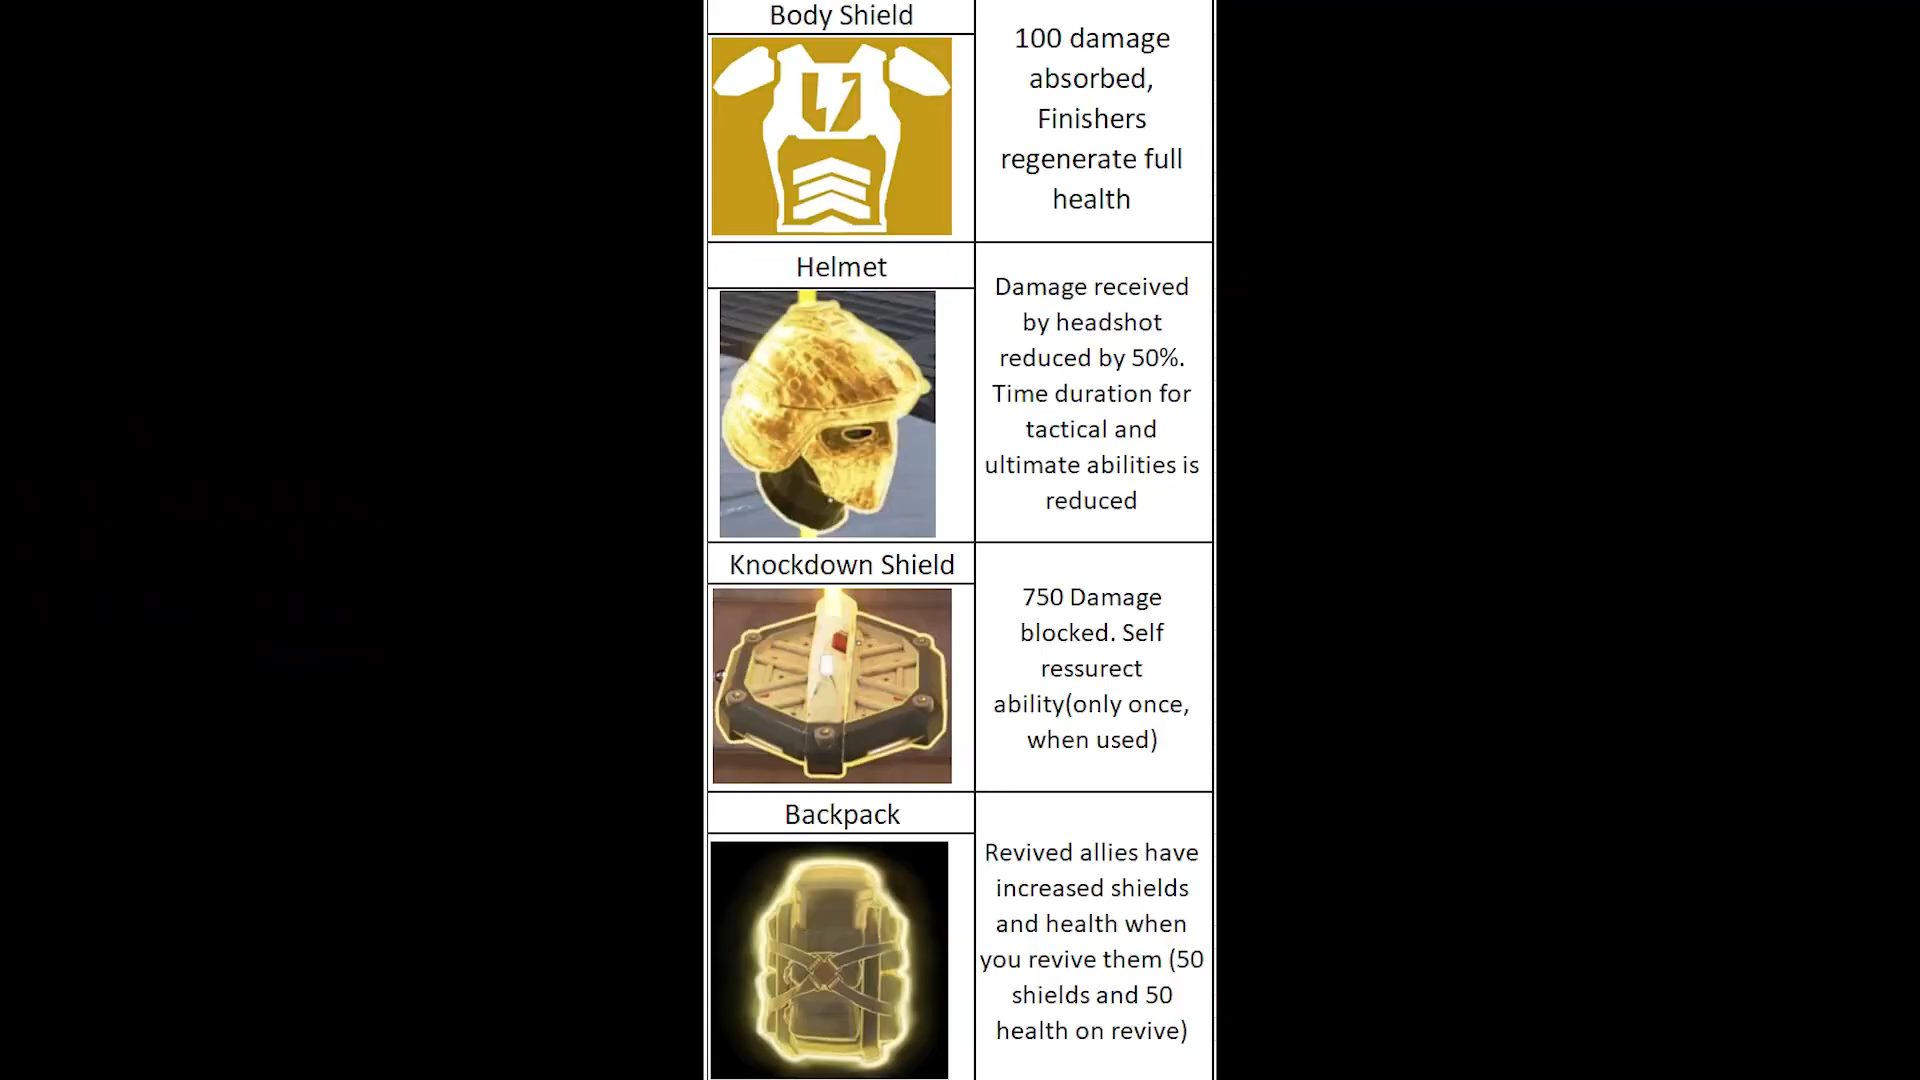 Body Shield
100 damage
absorbed,
Finishers
regenerate full
health
Helmet
Damage received
by headshot
reduced by 50%.
Time duration for
tactical and
ultimate abilities is
reduced
Knockdown Shield
750 Damage
blocked. Self
ressurect
ability(only once,
when used)
Backpack
Revived allies have
increased shields
and health when
you revive them (50
shields and 50
health on revive)